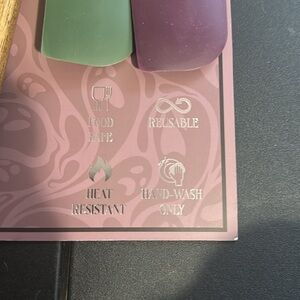 FOOD
SAFE
REUSABLE
HEAT
RESISTANT
HAND-WASH
ONLY